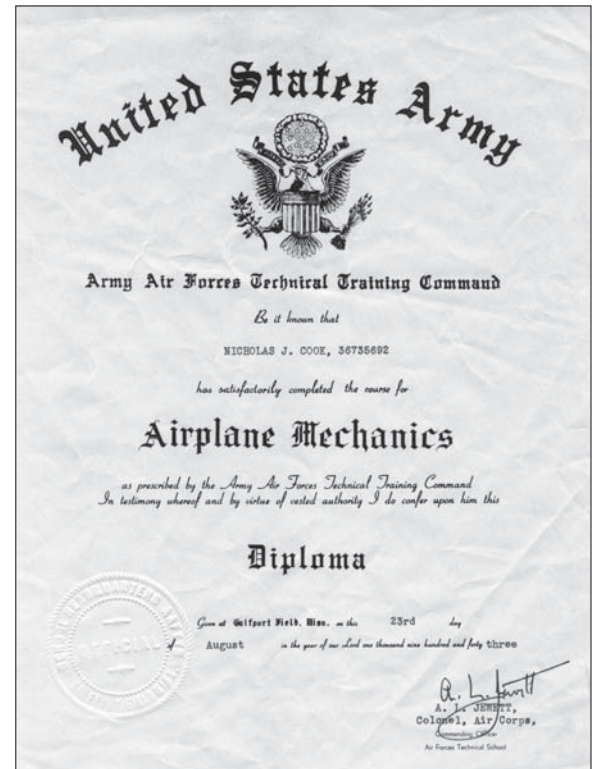 United States Army
Army Air Forces Technical Training Command
Be it known that
NICHOLAS J. COOK, 36735692
has satisfactorily completed the course for
Airplane Mechanics
as prescribed by the Army Air Forces Technical Training Command
In testimony whereof and by virtue of vested authority I do confer upon him this
Diploma
Given at Gulfport Field, Miss. on this 23rd day
of August in the year of our Lord one thousand nine hundred and forty three
OFFICIAL
A. L. Jewett
A. L. JEWETT,
Colonel, Air Corps,
Commanding Officer
Air Forces Technical School